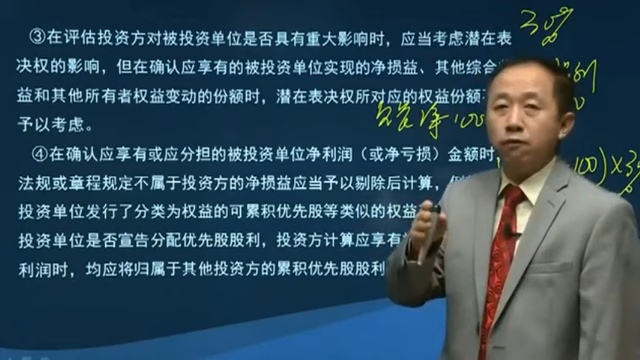 30%
③在评估投资方对被投资单位是否具有重大影响时，应当考虑潜在表
决权的影响，但在确认应享有的被投资单位实现的净损益、其他综合
益和其他所有者权益变动的份额时，潜在表决权所对应的权益份额
予以考虑。
100
④在确认应享有或应分担的被投资单位净利润（或净亏损）金额时
法规或章程规定不属于投资方的净损益应当予以剔除后计算，例
投资单位发行了分类为权益的可累积优先股等类似的权益
投资单位是否宣告分配优先股股利，投资方计算应享有
利润时，均应将归属于其他投资方的累积优先股股利